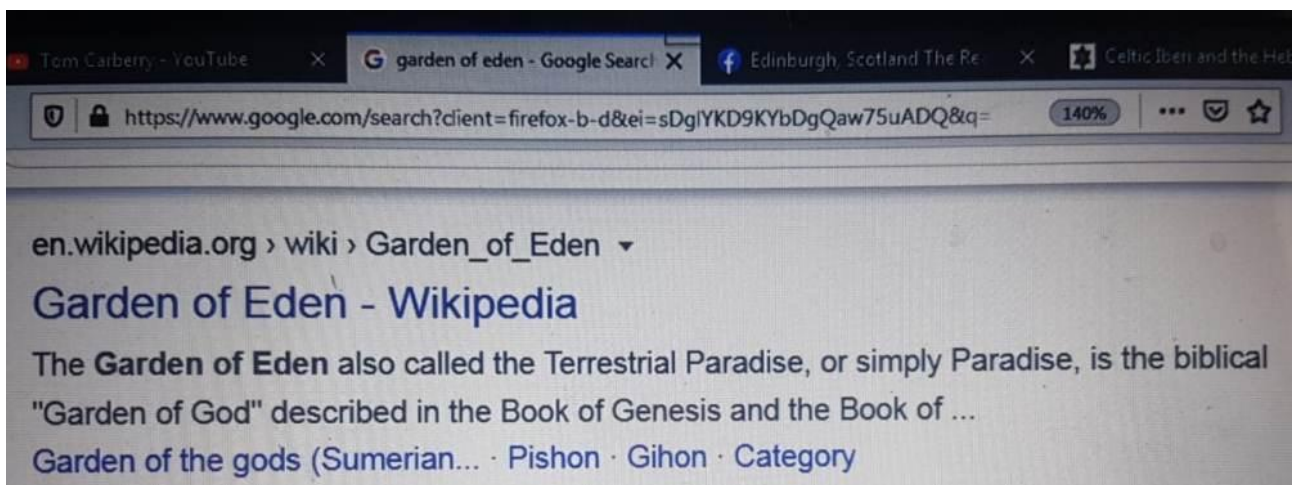 Tom Carberry - YouTube
garden of eden - Google Search
Edinburgh, Scotland The Re
Celtic Iberi and the Heb
https://www.google.com/search?client=firefox-b-d&ei=sDglYKD9KYbDgQaw75uADQ&q=
140%
en.wikipedia.org › wiki › Garden_of_Eden
Garden of Eden - Wikipedia
The Garden of Eden also called the Terrestrial Paradise, or simply Paradise, is the biblical
"Garden of God" described in the Book of Genesis and the Book of ...
Garden of the gods (Sumerian... · Pishon · Gihon · Category